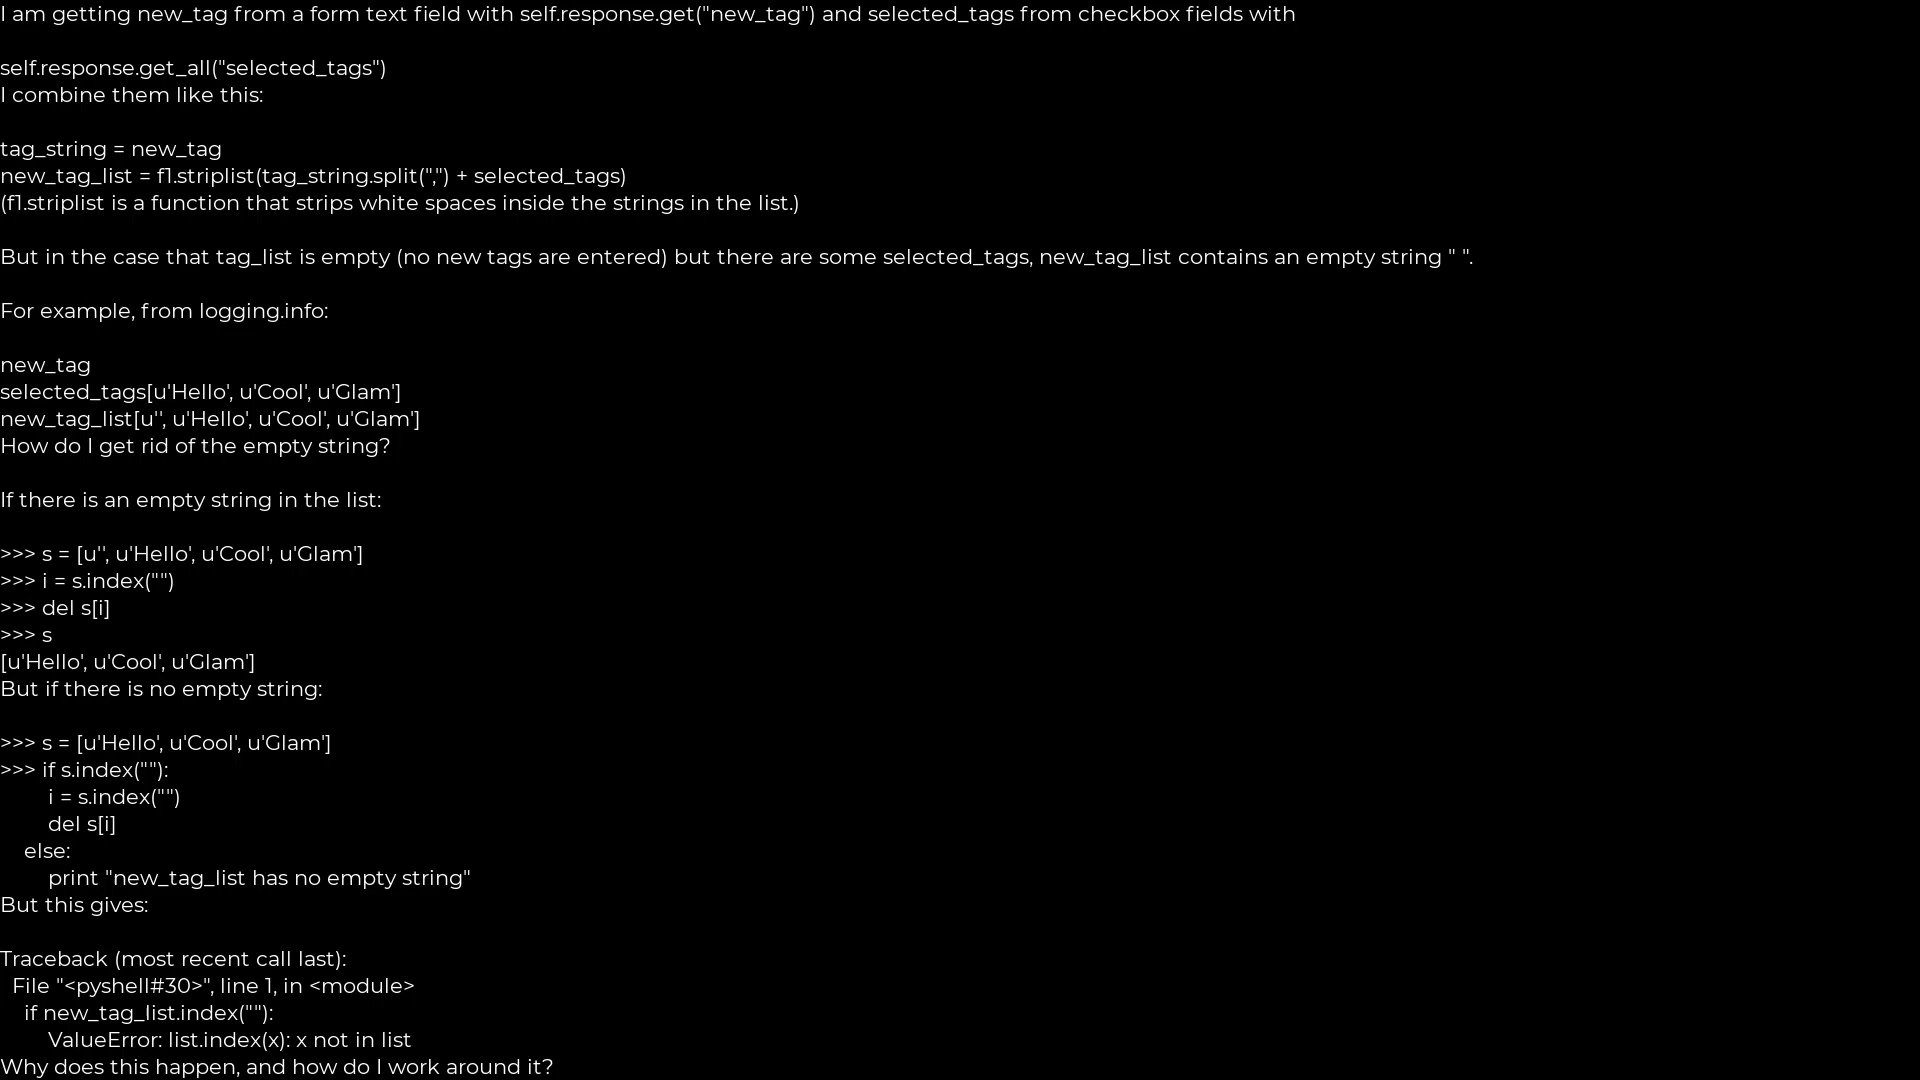 I am getting new_tag from a form text field with self.response.get("new_tag") and selected_tags from checkbox fields with
self.response.get_all("selected_tags")
I combine them like this:
tag_string = new_tag
new_tag_list = f1.striplist(tag_string.split(",") + selected_tags)
(f1.striplist is a function that strips white spaces inside the strings in the list.)
But in the case that tag_list is empty (no new tags are entered) but there are some selected_tags, new_tag_list contains an empty string " ".
For example, from logging.info:
new_tag
selected_tags[u'Hello', u'Cool', u'Glam']
new_tag_list[u'', u'Hello', u'Cool', u'Glam']
How do I get rid of the empty string?
If there is an empty string in the list:
>>> s = [u'', u'Hello', u'Cool', u'Glam']
>>> i = s.index("")
>>> del s[i]
>>> s
[u'Hello', u'Cool', u'Glam']
But if there is no empty string:
>>> s = [u'Hello', u'Cool', u'Glam']
>>> if s.index(""):
        i = s.index("")
        del s[i]
    else:
        print "new_tag_list has no empty string"
But this gives:
Traceback (most recent call last):
  File "<pyshell#30>", line 1, in <module>
    if new_tag_list.index(""):
        ValueError: list.index(x): x not in list
Why does this happen, and how do I work around it?